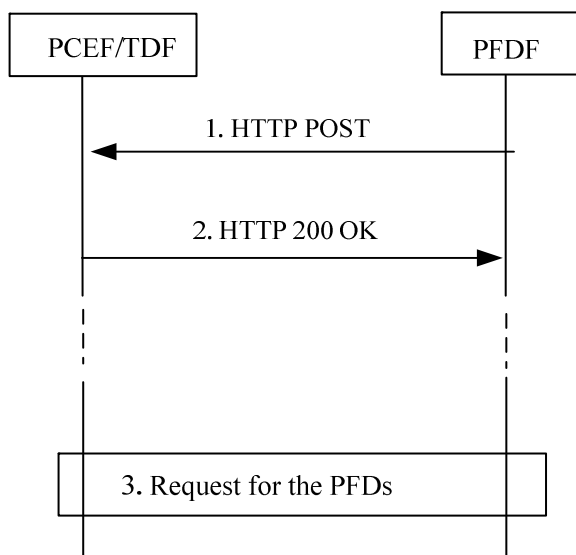 PCEF/TDF
PFDF
1. HTTP POST
2. HTTP 200 OK
3. Request for the PFDs